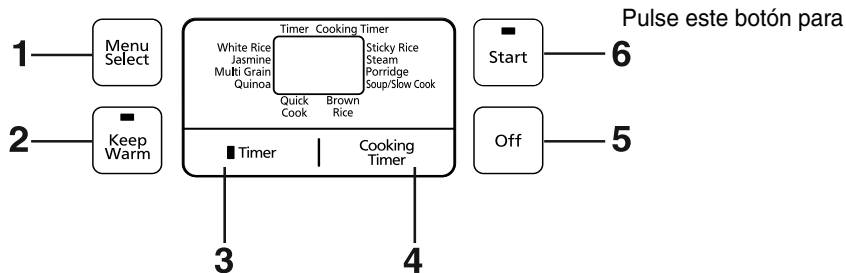 Pulse este botón para
Timer Cooking Timer
1 Menu Select
White Rice
Jasmine
Multi Grain
Quinoa
Sticky Rice
Steam
Porridge
Soup/Slow Cook
Quick Cook
Brown Rice
Start 6
2 Keep Warm
Timer
Cooking Timer
Off 5
3
4